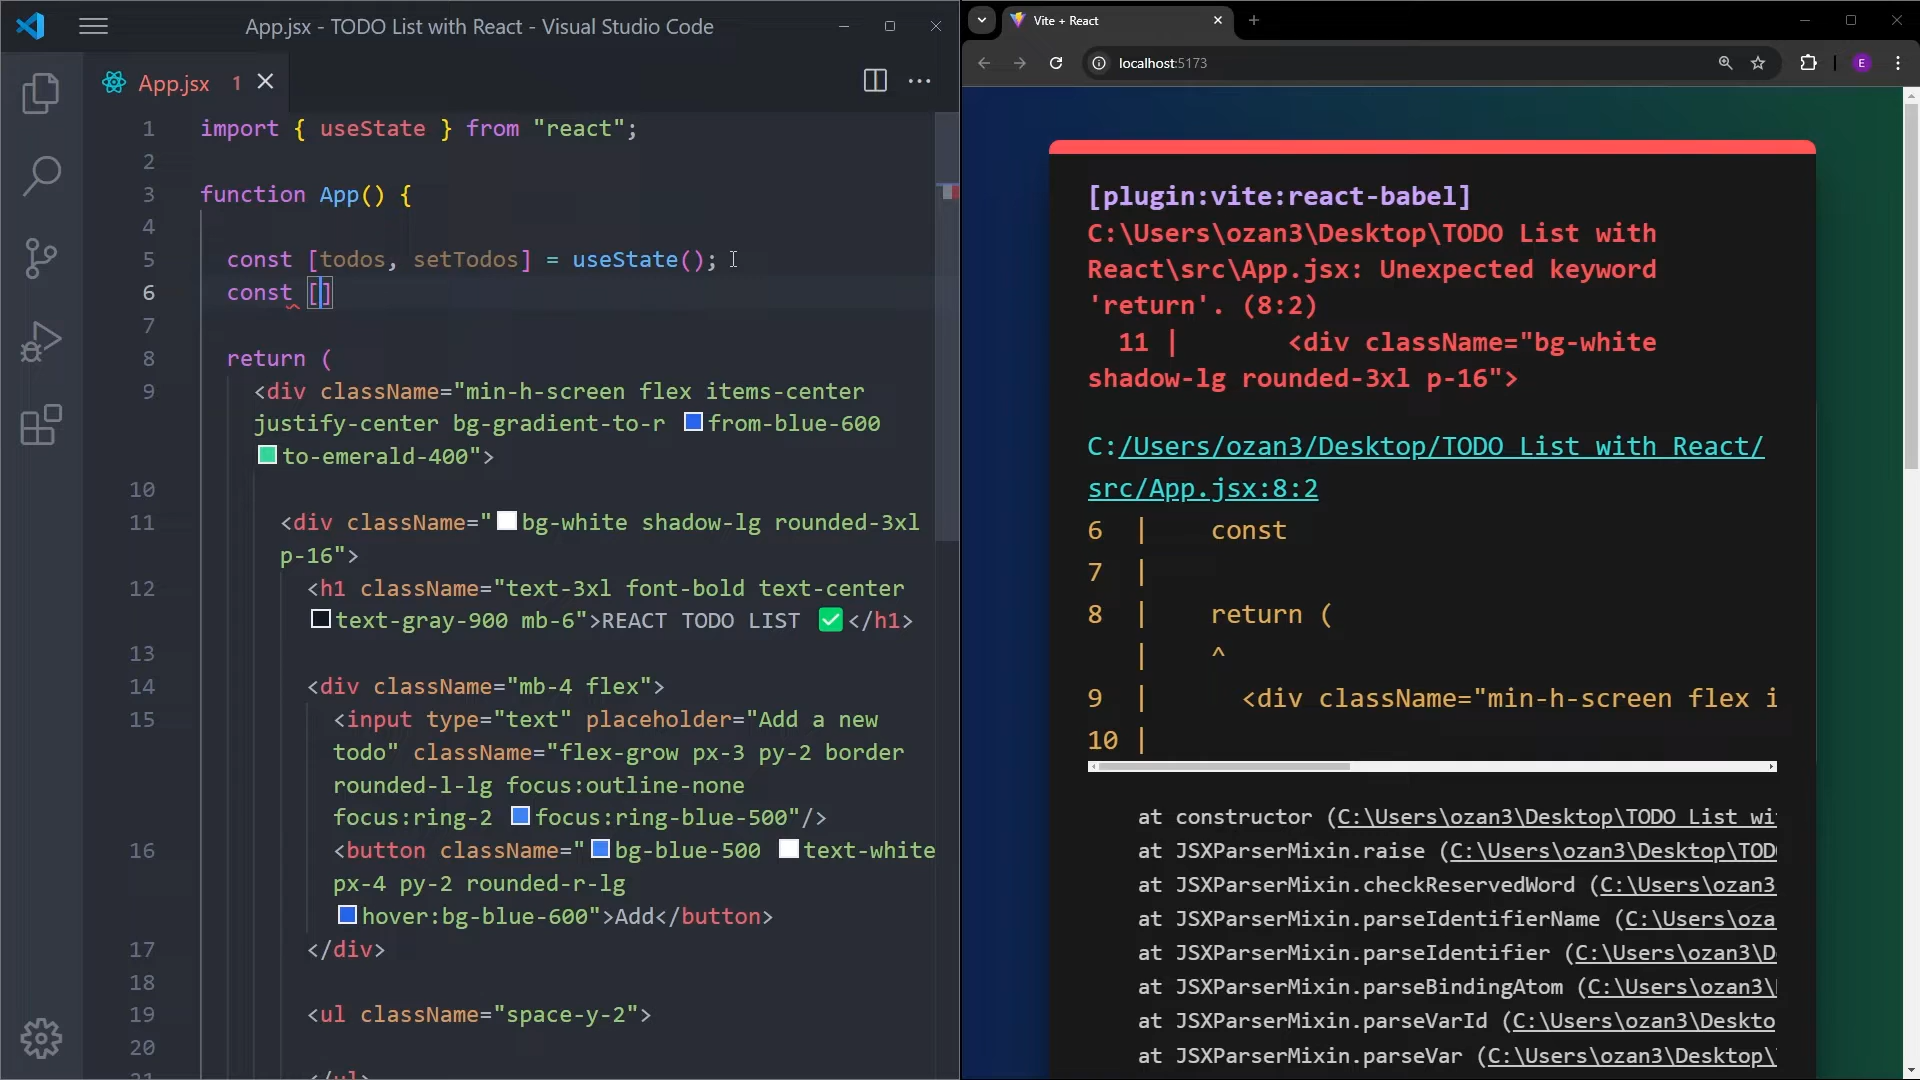 App.jsx - TODO List with React - Visual Studio Code
App.jsx 1
1 import { useState } from "react";
2
3 function App() {
4
5 const [todos, setTodos] = useState();
6 const []
7
8 return (
9 <div className="min-h-screen flex items-center
justify-center bg-gradient-to-r from-blue-600
to-emerald-400">
10
11 <div className="bg-white shadow-lg rounded-3xl
p-16">
12 <h1 className="text-3xl font-bold text-center
text-gray-900 mb-6">REACT TODO LIST ✅</h1>
13
14 <div className="mb-4 flex">
15 <input type="text" placeholder="Add a new
todo" className="flex-grow px-3 py-2 border
rounded-l-lg focus:outline-none
focus:ring-2 focus:ring-blue-500"/>
16 <button className="bg-blue-500 text-white
px-4 py-2 rounded-r-lg
hover:bg-blue-600">Add</button>
17 </div>
18
19 <ul className="space-y-2">
20
Vite + React
localhost:5173
E
[plugin:vite:react-babel]
C:\Users\ozan3\Desktop\TODO List with
React\src\App.jsx: Unexpected keyword
'return'. (8:2)
11 | <div className="bg-white
shadow-lg rounded-3xl p-16">
C:/Users/ozan3/Desktop/TODO List with React/
src/App.jsx:8:2
6 | const
7 |
8 | return (
| ^
9 | <div className="min-h-screen flex i
10 |
at constructor (C:\Users\ozan3\Desktop\TODO List wi
at JSXParserMixin.raise (C:\Users\ozan3\Desktop\TOD
at JSXParserMixin.checkReservedWord (C:\Users\ozan3
at JSXParserMixin.parseIdentifierName (C:\Users\oza
at JSXParserMixin.parseIdentifier (C:\Users\ozan3\D
at JSXParserMixin.parseBindingAtom (C:\Users\ozan3\
at JSXParserMixin.parseVarId (C:\Users\ozan3\Deskto
at JSXParserMixin.parseVar (C:\Users\ozan3\Desktop\